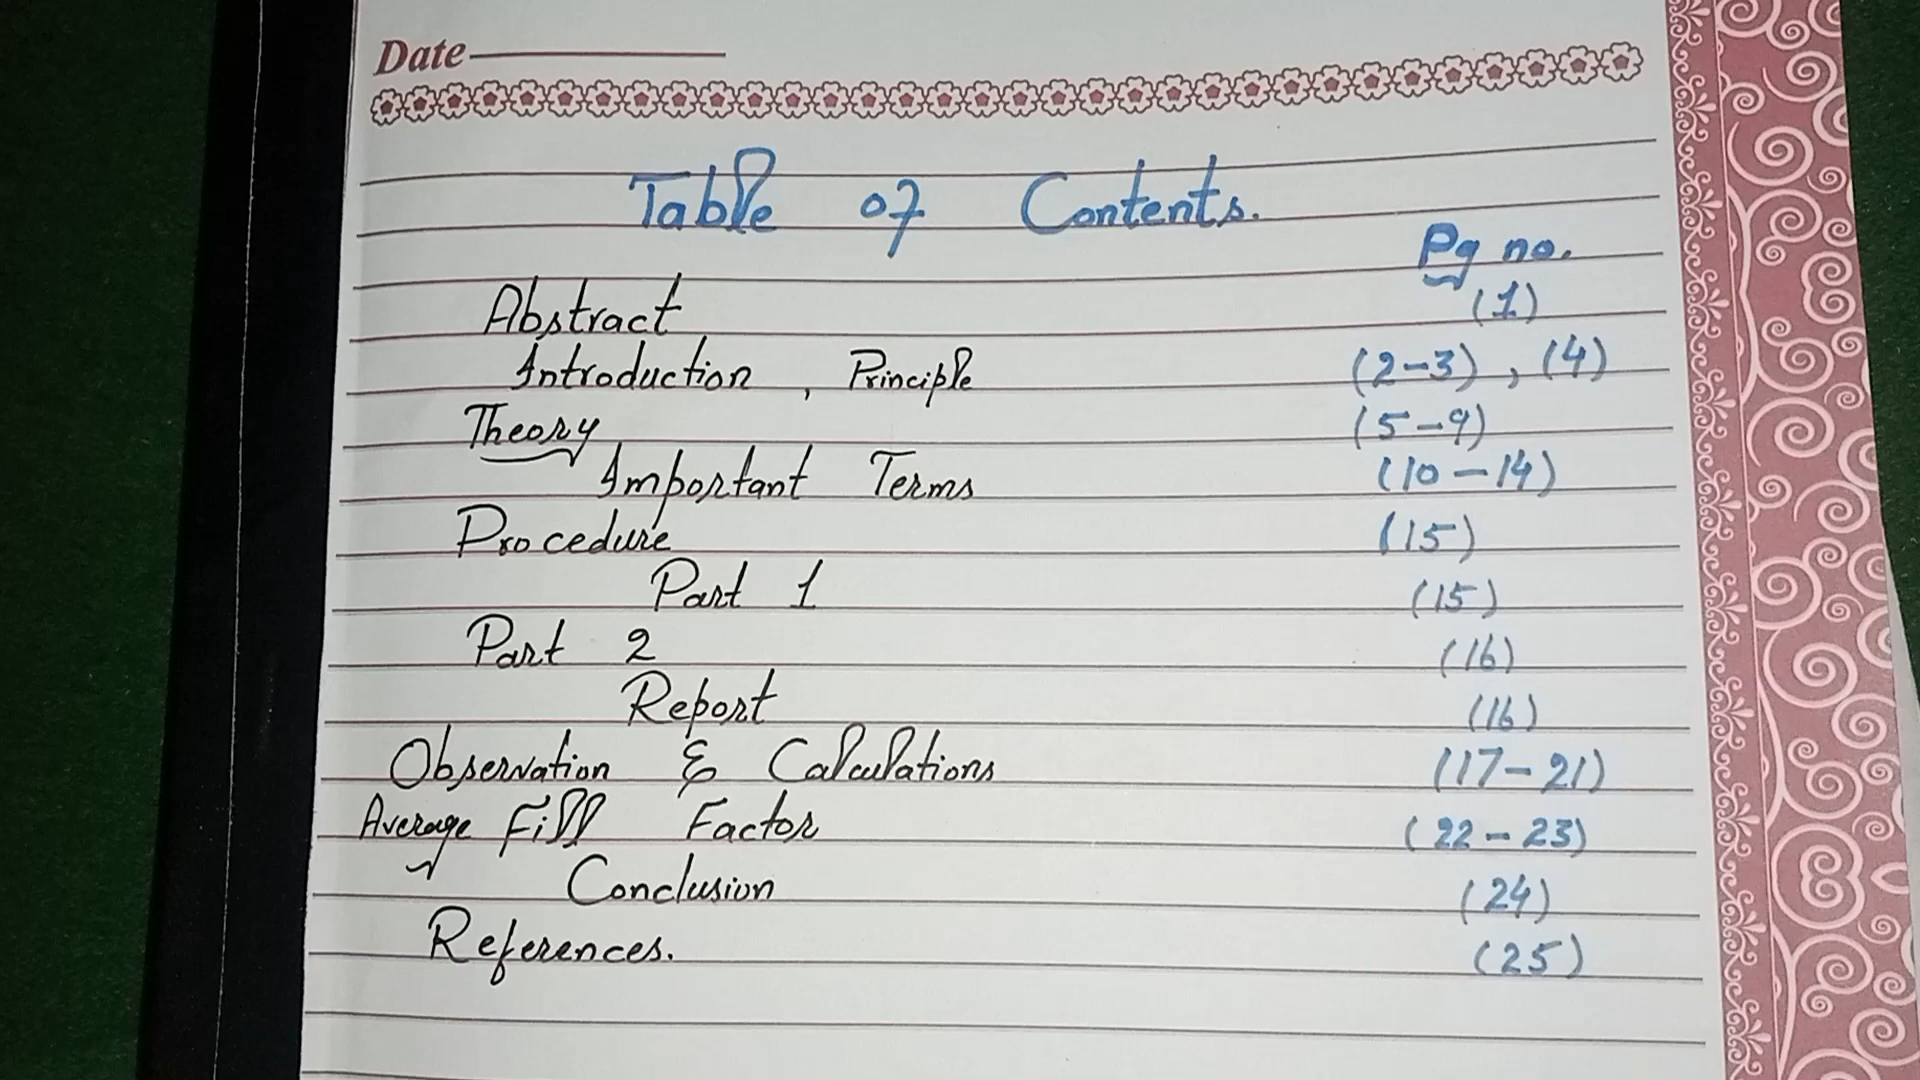 Date
Table of Contents.
Pg no.
Abstract (1)
Introduction, Principle (2-3), (4)
Theory (5-9)
Important Terms (10-14)
Procedure (15)
Part 1 (15)
Part 2 (16)
Report (16)
Observation & Calculations (17-21)
Average Fill Factor (22-23)
Conclusion (24)
References. (25)